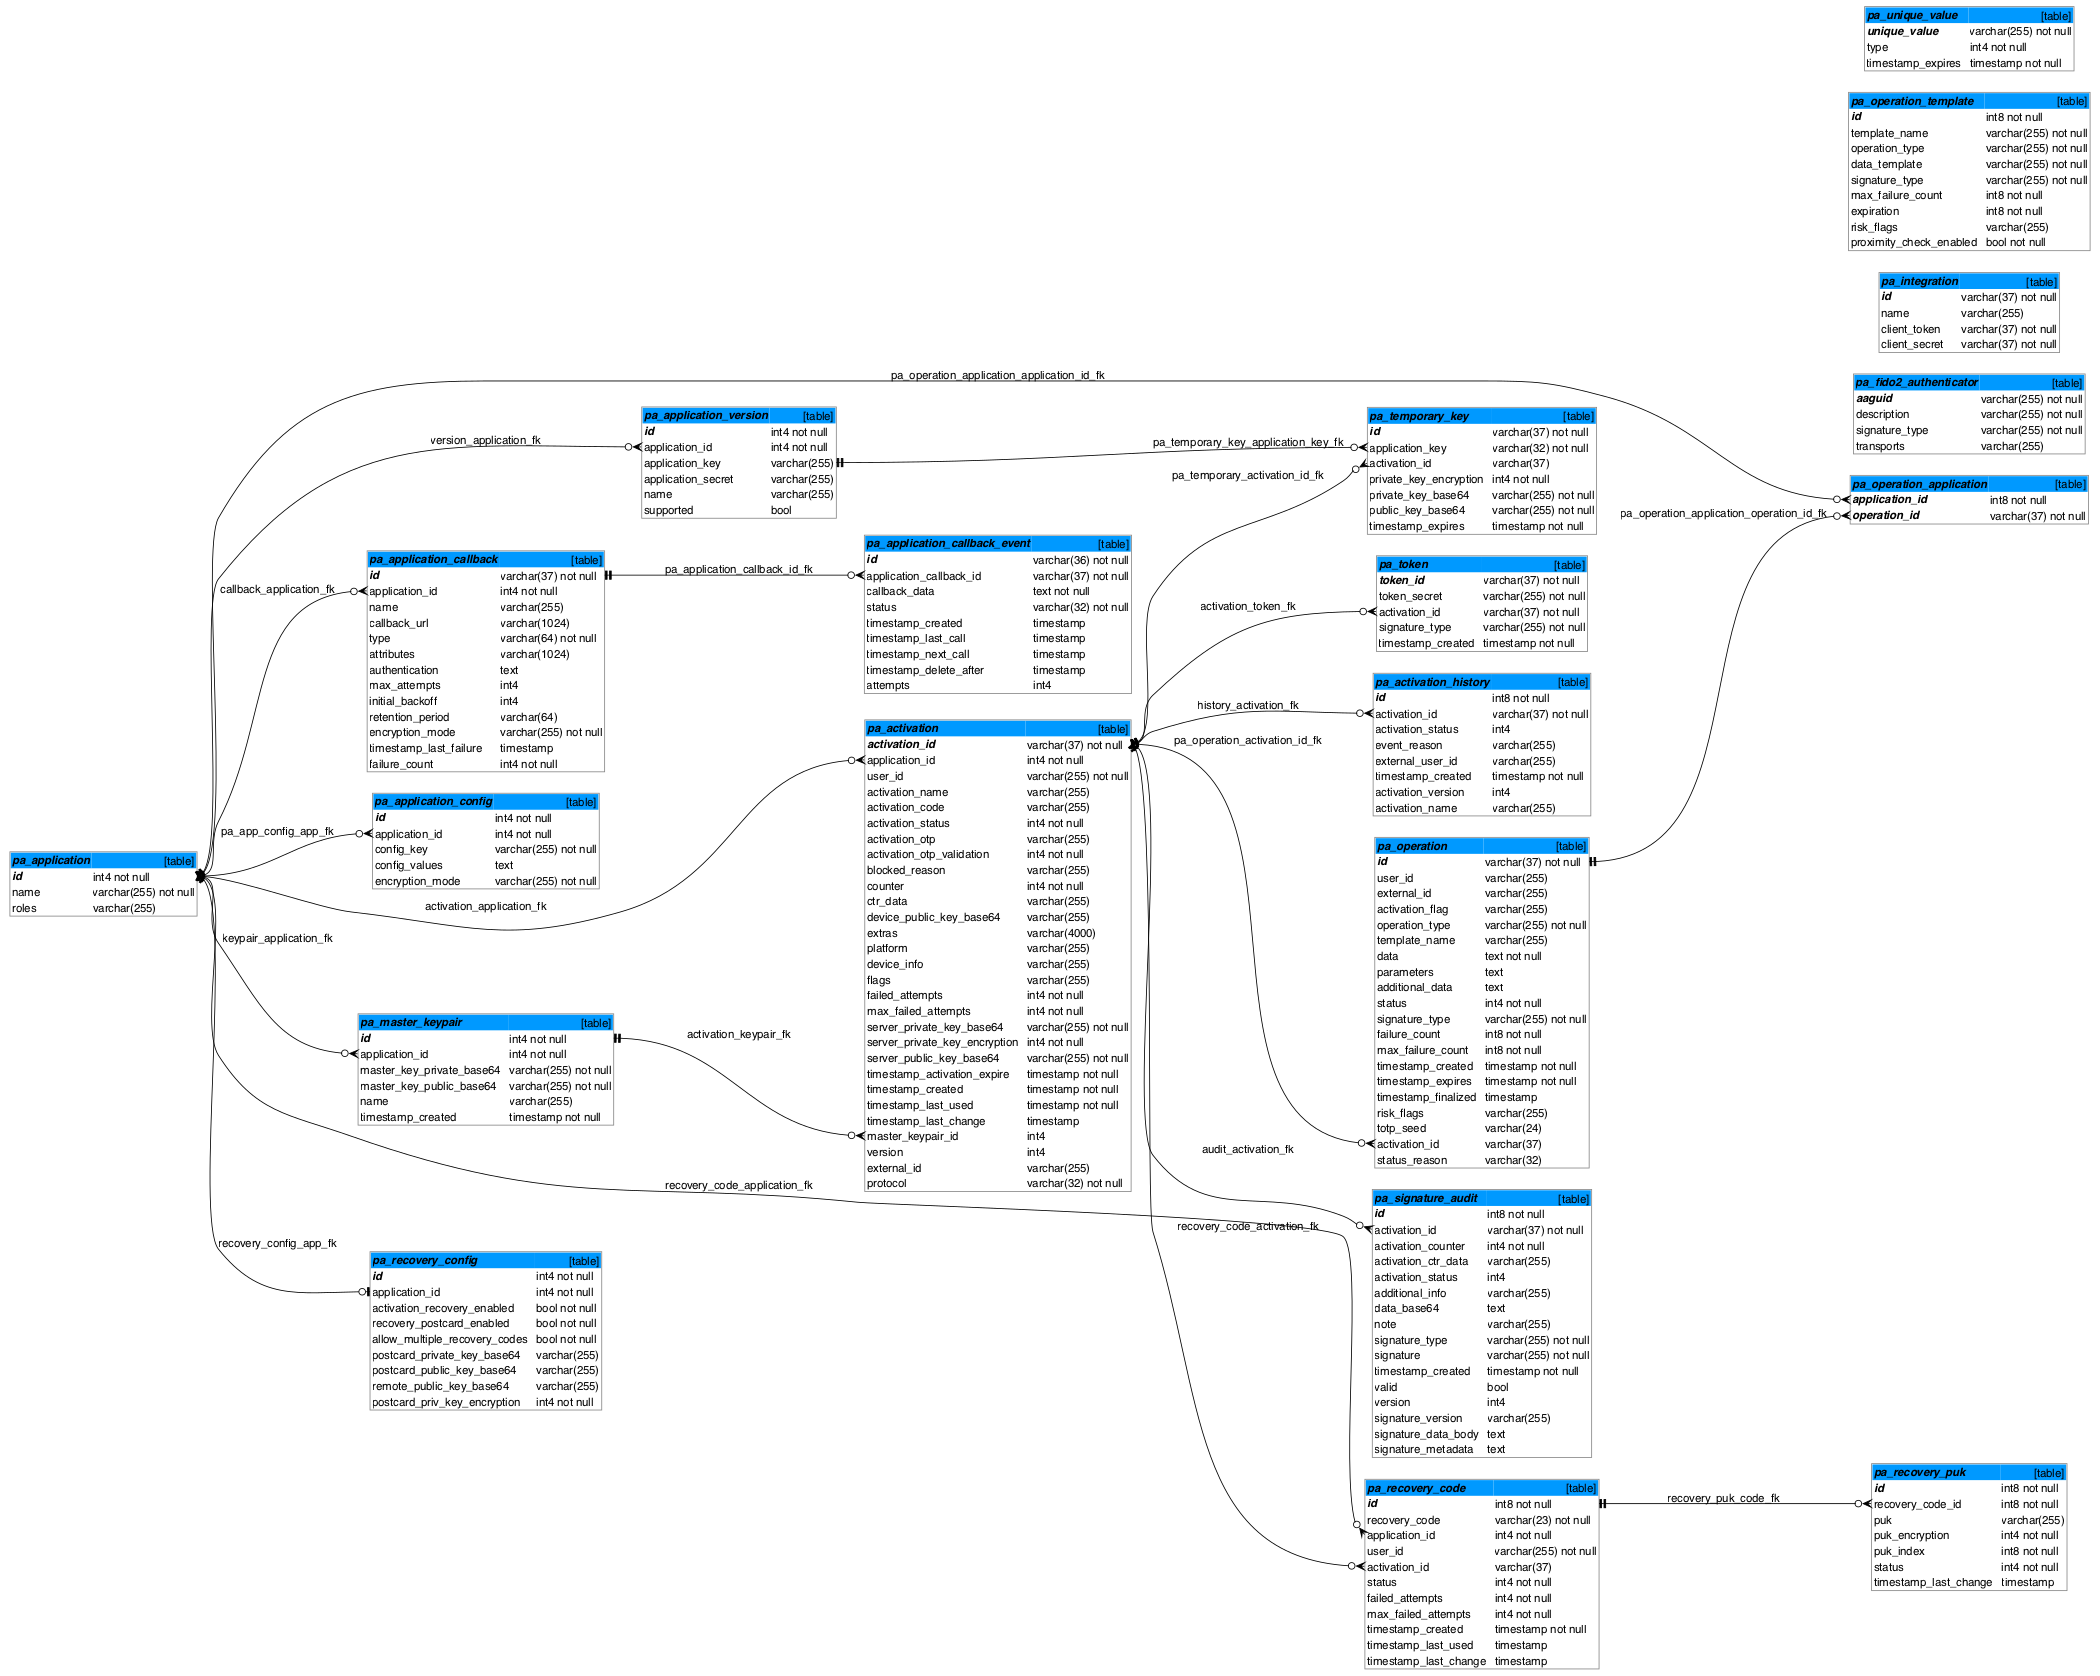 pa_unique_value [table]
unique_value varchar(255) not null
type int4 not null
timestamp_expires timestamp not null
pa_operation_template [table]
id int8 not null
template_name varchar(255) not null
operation_type varchar(255) not null
data_template varchar(255) not null
signature_type varchar(255) not null
max_failure_count int8 not null
expiration int8 not null
risk_flags varchar(255)
proximity_check_enabled bool not null
pa_integration [table]
id varchar(37) not null
name varchar(255)
client_token varchar(37) not null
client_secret varchar(37) not null
pa_fido2_authenticator [table]
aaguid varchar(255) not null
description varchar(255) not null
signature_type varchar(255) not null
transports varchar(255)
pa_operation_application [table]
application_id int8 not null
operation_id varchar(37) not null
pa_operation_application_application_id_fk
pa_operation_application_operation_id_fk
version_application_fk
pa_application_version [table]
id int4 not null
application_id int4 not null
application_key varchar(255)
application_secret varchar(255)
name varchar(255)
supported bool
pa_temporary_key_application_key_fk
pa_temporary_activation_id_fk
pa_temporary_key [table]
id varchar(37) not null
application_key varchar(32) not null
activation_id varchar(37)
private_key_encryption int4 not null
private_key_base64 varchar(255) not null
public_key_base64 varchar(255) not null
timestamp_expires timestamp not null
callback_application_fk
pa_application_callback [table]
id varchar(37) not null
application_id int4 not null
name varchar(255)
callback_url varchar(1024)
type varchar(64) not null
attributes varchar(1024)
authentication text
max_attempts int4
initial_backoff int4
retention_period varchar(64)
encryption_mode varchar(255) not null
timestamp_last_failure timestamp
failure_count int4 not null
pa_application_callback_id_fk
pa_application_callback_event [table]
id varchar(36) not null
application_callback_id varchar(37) not null
callback_data text not null
status varchar(32) not null
timestamp_created timestamp
timestamp_last_call timestamp
timestamp_next_call timestamp
timestamp_delete_after timestamp
attempts int4
activation_token_fk
pa_token [table]
token_id varchar(37) not null
token_secret varchar(255) not null
activation_id varchar(37) not null
signature_type varchar(255) not null
timestamp_created timestamp not null
history_activation_fk
pa_activation_history [table]
id int8 not null
activation_id varchar(37) not null
activation_status int4
event_reason varchar(255)
external_user_id varchar(255)
timestamp_created timestamp not null
activation_version int4
activation_name varchar(255)
pa_operation_activation_id_fk
pa_activation [table]
activation_id varchar(37) not null
application_id int4 not null
user_id varchar(255) not null
activation_name varchar(255)
activation_code varchar(255)
activation_status int4 not null
activation_otp varchar(255)
activation_otp_validation int4 not null
blocked_reason varchar(255)
counter int4 not null
ctr_data varchar(255)
device_public_key_base64 varchar(255)
extras varchar(4000)
platform varchar(255)
device_info varchar(255)
flags varchar(255)
failed_attempts int4 not null
max_failed_attempts int4 not null
server_private_key_base64 varchar(255) not null
server_private_key_encryption int4 not null
server_public_key_base64 varchar(255) not null
timestamp_activation_expire timestamp not null
timestamp_created timestamp not null
timestamp_last_used timestamp not null
timestamp_last_change timestamp
master_keypair_id int4
version int4
external_id varchar(255)
protocol varchar(32) not null
pa_app_config_app_fk
pa_application_config [table]
id int4 not null
application_id int4 not null
config_key varchar(255) not null
config_values text
encryption_mode varchar(255) not null
pa_application [table]
id int4 not null
name varchar(255) not null
roles varchar(255)
activation_application_fk
keypair_application_fk
pa_operation [table]
id varchar(37) not null
user_id varchar(255)
external_id varchar(255)
activation_flag varchar(255)
operation_type varchar(255) not null
template_name varchar(255)
data text not null
parameters text
additional_data text
status int4 not null
signature_type varchar(255) not null
failure_count int8 not null
max_failure_count int8 not null
timestamp_created timestamp not null
timestamp_expires timestamp not null
timestamp_finalized timestamp
risk_flags varchar(255)
totp_seed varchar(24)
activation_id varchar(37)
status_reason varchar(32)
pa_master_keypair [table]
id int4 not null
application_id int4 not null
master_key_private_base64 varchar(255) not null
master_key_public_base64 varchar(255) not null
name varchar(255)
timestamp_created timestamp not null
activation_keypair_fk
audit_activation_fk
recovery_code_application_fk
recovery_code_activation_fk
pa_signature_audit [table]
id int8 not null
activation_id varchar(37) not null
activation_counter int4 not null
activation_ctr_data varchar(255)
activation_status int4
additional_info varchar(255)
data_base64 text
note varchar(255)
signature_type varchar(255) not null
signature varchar(255) not null
timestamp_created timestamp not null
valid bool
version int4
signature_version varchar(255)
signature_data_body text
signature_metadata text
recovery_config_app_fk
pa_recovery_config [table]
id int4 not null
application_id int4 not null
activation_recovery_enabled bool not null
recovery_postcard_enabled bool not null
allow_multiple_recovery_codes bool not null
postcard_private_key_base64 varchar(255)
postcard_public_key_base64 varchar(255)
remote_public_key_base64 varchar(255)
postcard_priv_key_encryption int4 not null
pa_recovery_code [table]
id int8 not null
recovery_code varchar(23) not null
application_id int4 not null
user_id varchar(255) not null
activation_id varchar(37)
status int4 not null
failed_attempts int4 not null
max_failed_attempts int4 not null
timestamp_created timestamp not null
timestamp_last_used timestamp
timestamp_last_change timestamp
recovery_puk_code_fk
pa_recovery_puk [table]
id int8 not null
recovery_code_id int8 not null
puk varchar(255)
puk_encryption int4 not null
puk_index int8 not null
status int4 not null
timestamp_last_change timestamp